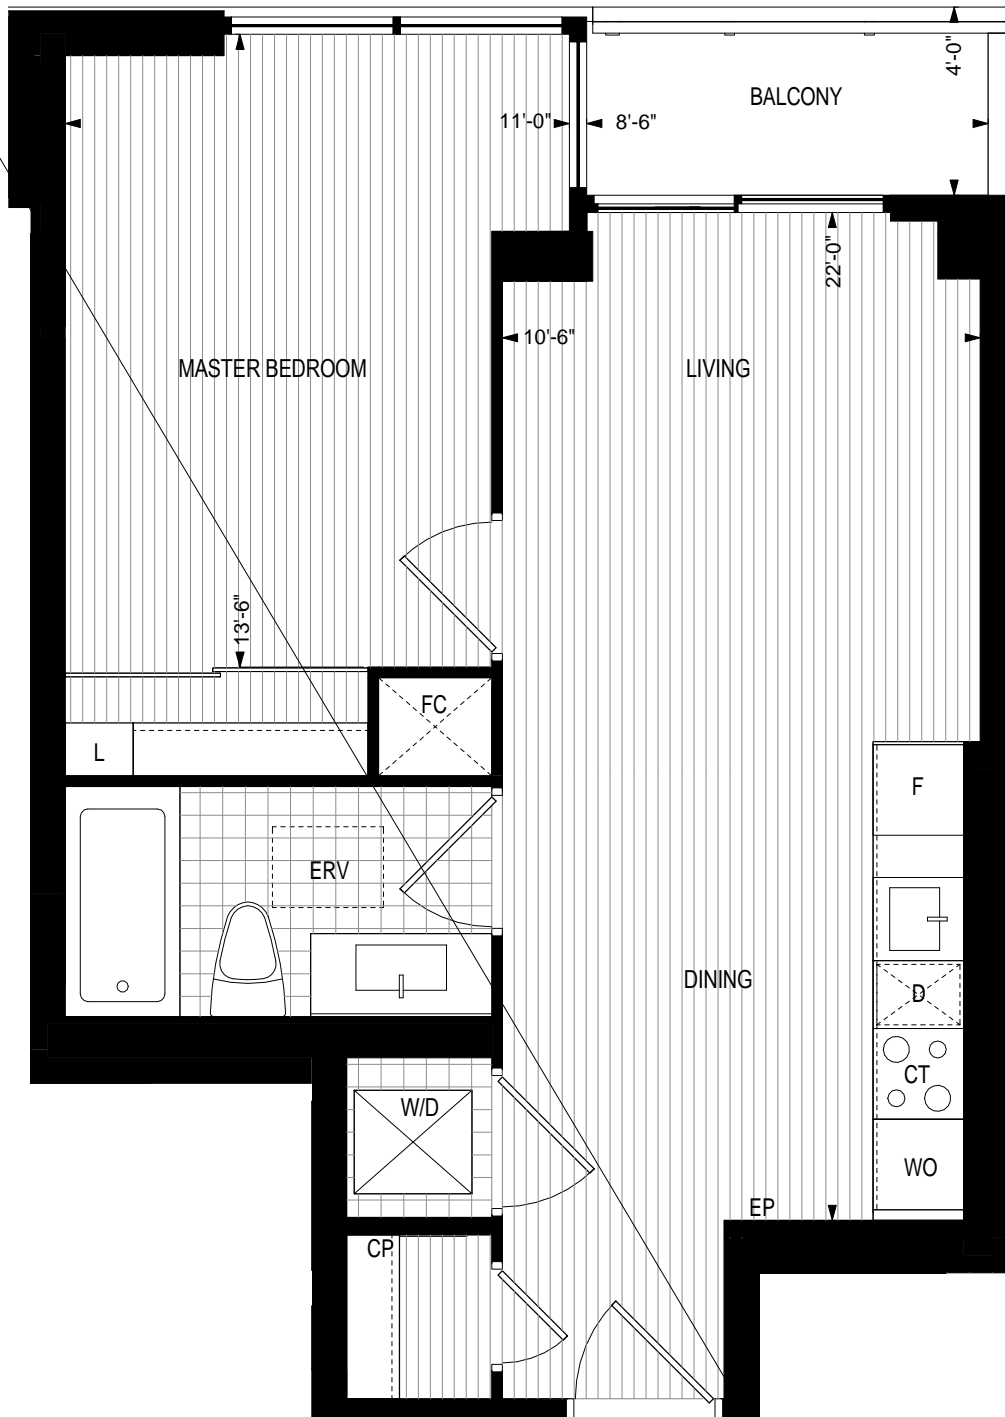 4'-0"
BALCONY
11'-0"
8'-6"
22'-0"
10'-6"
MASTER BEDROOM
LIVING
13'-6"
FC
L
F
ERV
DINING
D
CT
W/D
WO
EP
CP